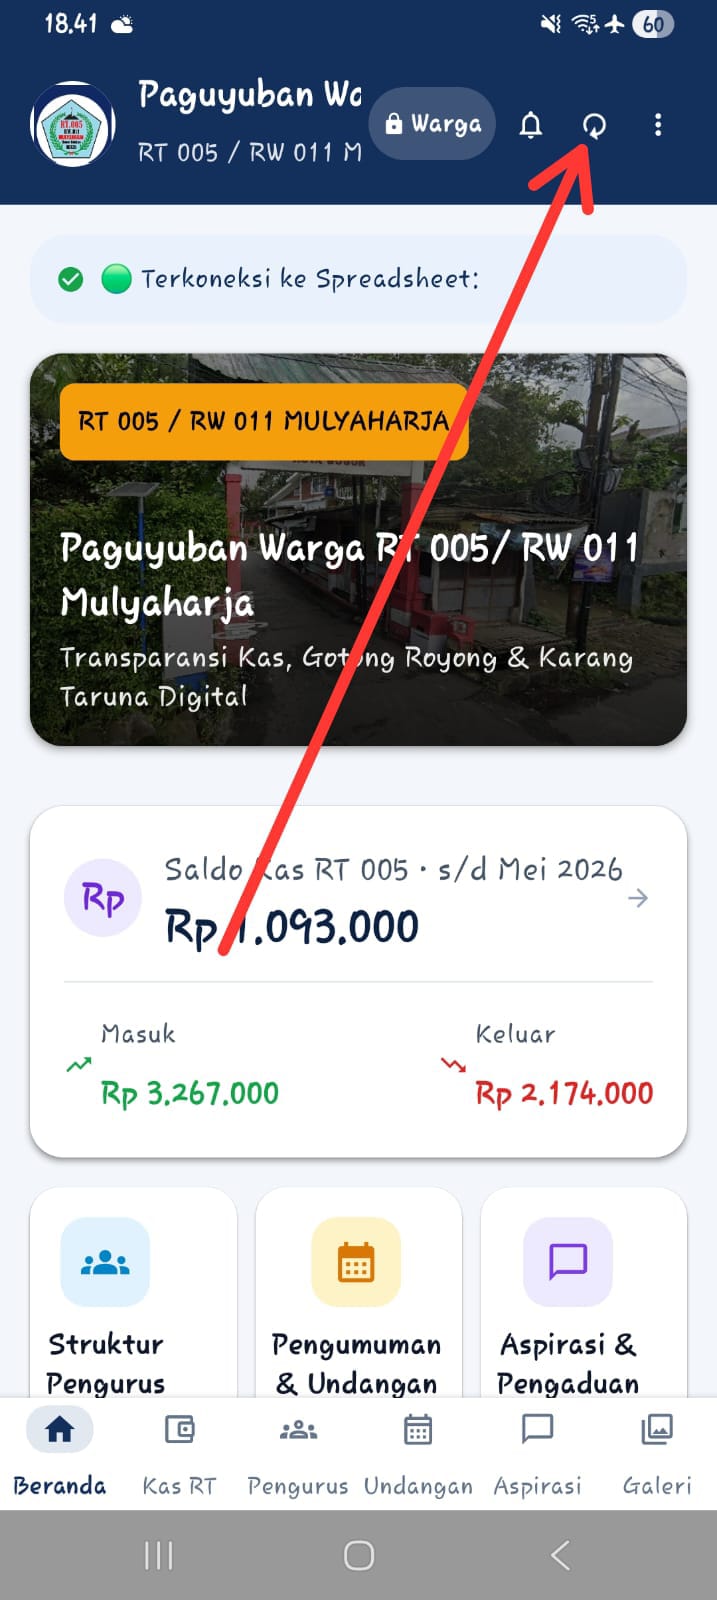 18.41
60
Paguyuban Wa
RT 005 / RW 011 M
Warga
Terkoneksi ke Spreadsheet:
RT 005 / RW 011 MULYAHARJA
Paguyuban Warga RT 005/ RW 011
Mulyaharja
Transparansi Kas, Gotong Royong & Karang
Taruna Digital
Rp
Saldo Kas RT 005 • s/d Mei 2026
Rp 1.093.000
Masuk
Rp 3.267.000
Keluar
Rp 2.174.000
Struktur
Pengurus
Pengumuman
& Undangan
Aspirasi &
Pengaduan
Beranda
Kas RT
Pengurus
Undangan
Aspirasi
Galeri